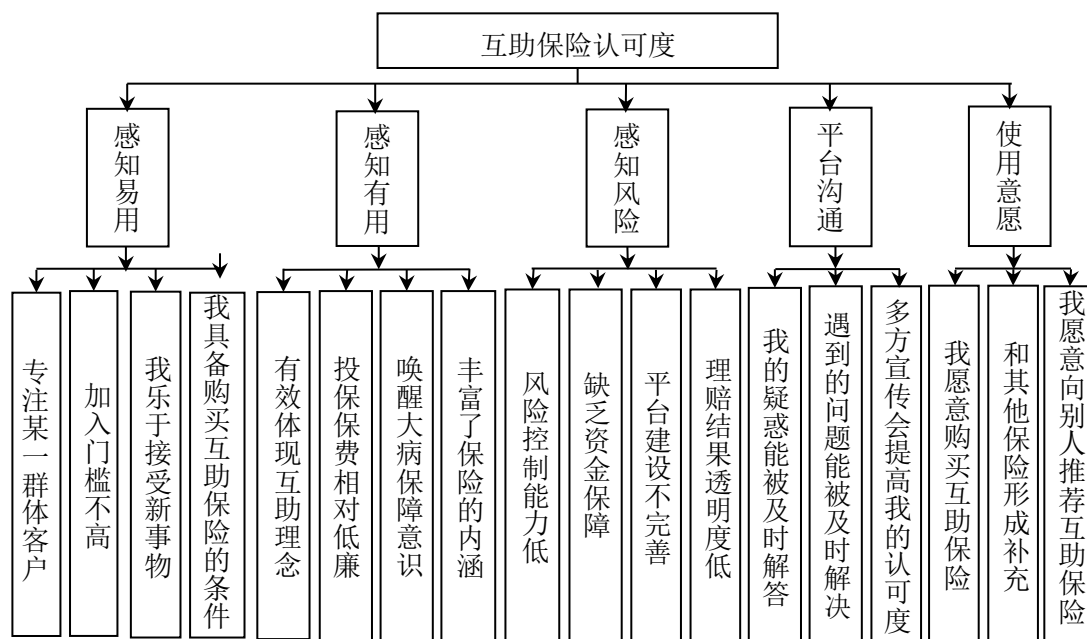 互助保险认可度
感知易用
感知有用
感知风险
平台沟通
使用意愿
专注某一群体客户
加入门槛不高
我乐于接受新事物
我具备购买互助保险的条件
有效体现互助理念
投保保费相对低廉
唤醒大病保障意识
丰富了保险的内涵
风险控制能力低
缺乏资金保障
平台建设不完善
理赔结果透明度低
我的疑惑能被及时解答
遇到的问题能被及时解决
多方宣传会提高我的认可度
我愿意购买互助保险
和其他保险形成补充
我愿意向别人推荐互助保险